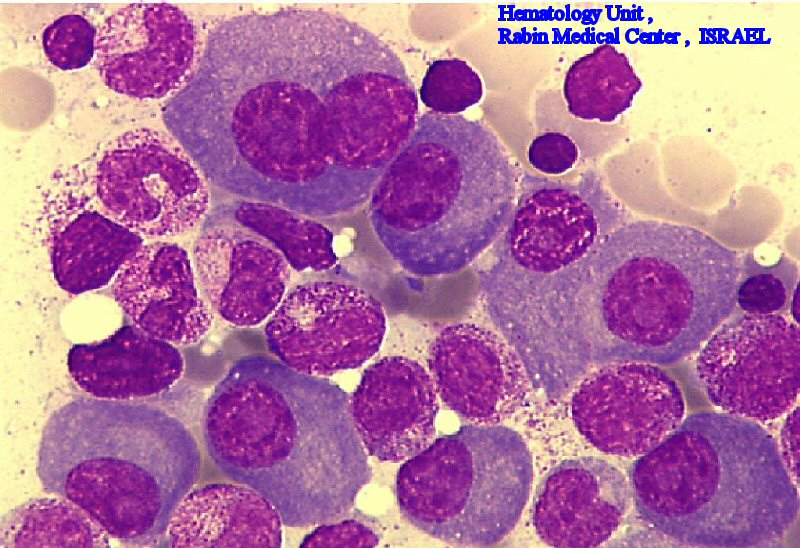 Hematology Unit ,
Rabin Medical Center , ISRAEL